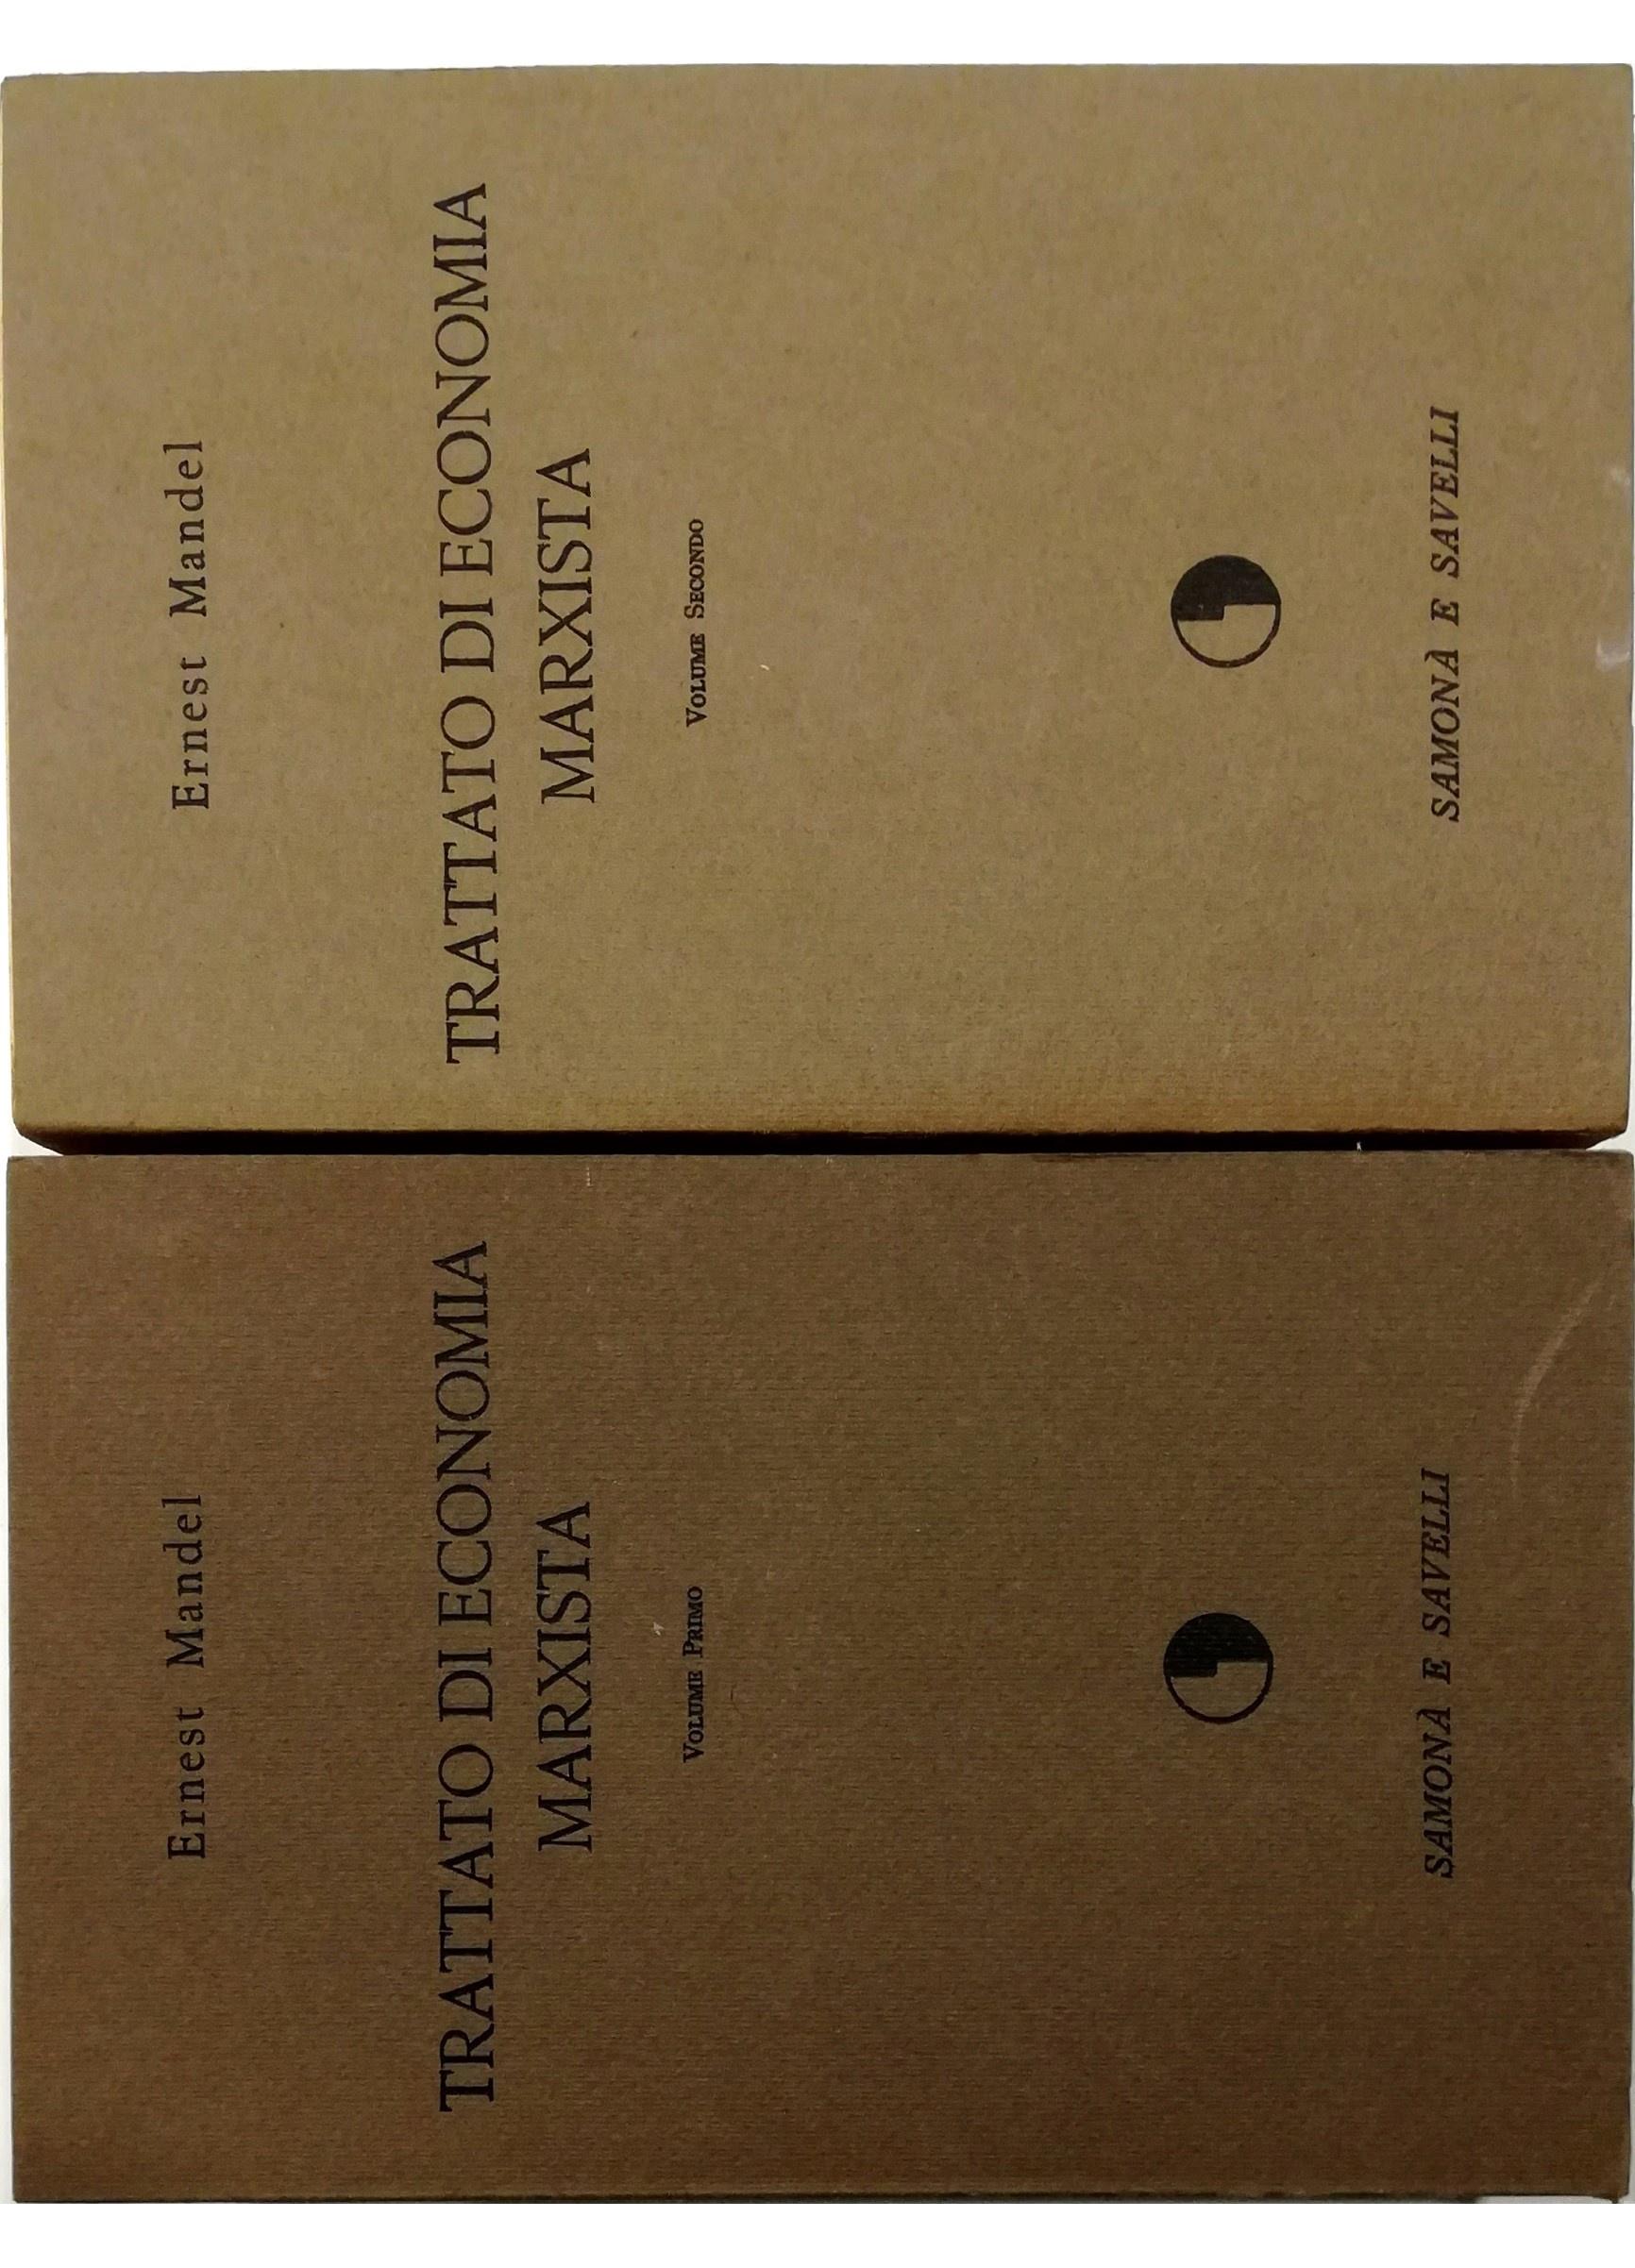 Ernest Mandel
TRATTATO DI ECONOMIA
MARXISTA
VOLUME PRIMO
SAMONÀ E SAVELLI
Ernest Mandel
TRATTATO DI ECONOMIA
MARXISTA
VOLUME SECONDO
SAMONÀ E SAVELLI